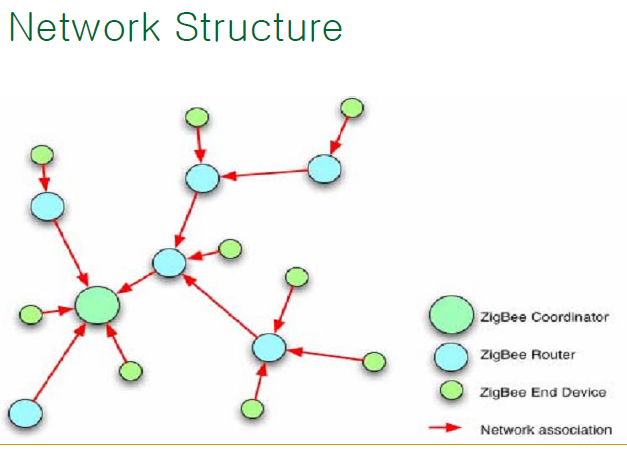 Network Structure
ZigBee Coordinator
ZigBee Router
ZigBee End Device
Network association